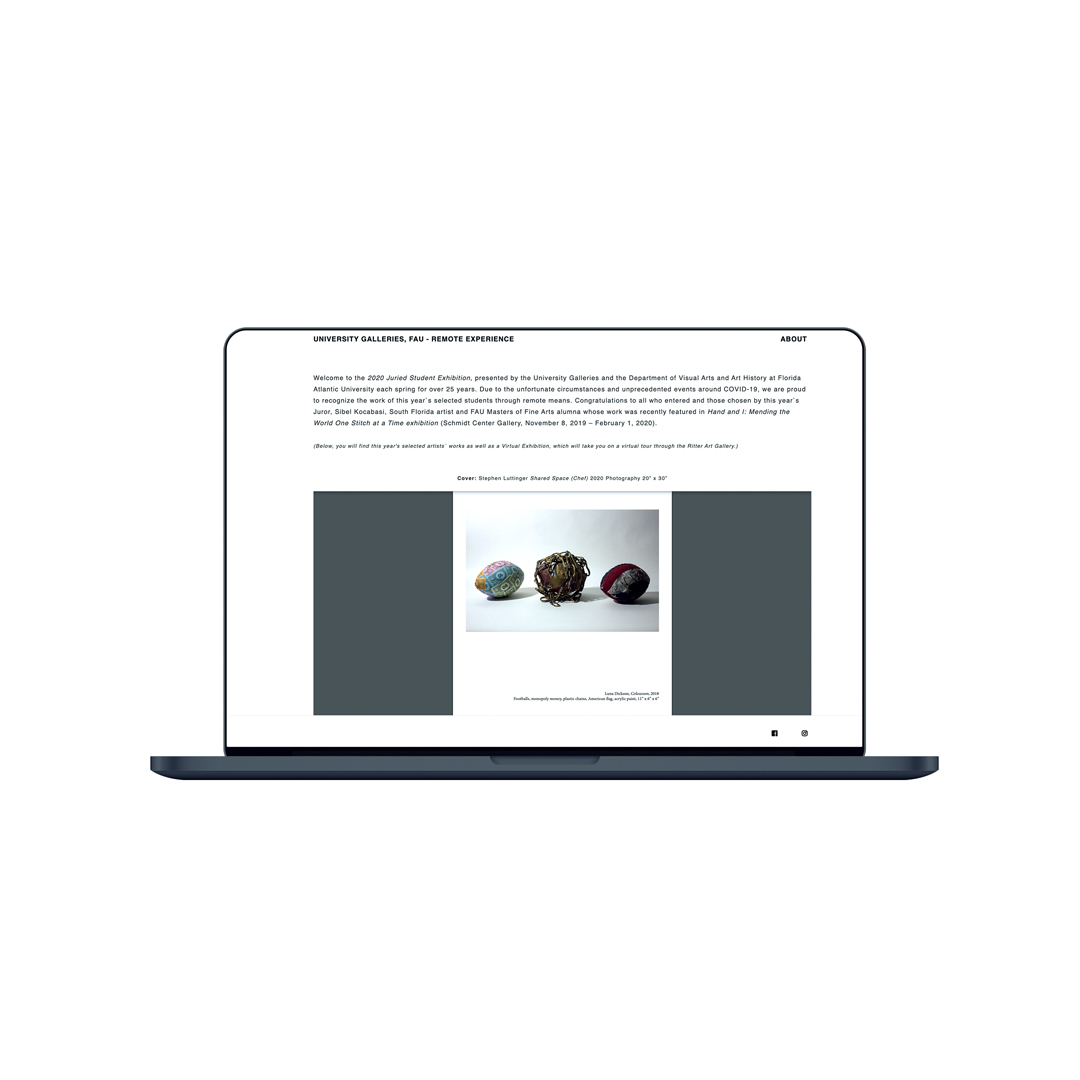 UNIVERSITY GALLERIES, FAU - REMOTE EXPERIENCE
ABOUT
Welcome to the 2020 Juried Student Exhibition, presented by the University Galleries and the Department of Visual Arts and Art History at Florida
Atlantic University each spring for over 25 years. Due to the unfortunate circumstances and unprecedented events around COVID-19, we are proud
to recognize the work of this year`s selected students through remote means. Congratulations to all who entered and those chosen by this year`s
Juror, Sibel Kocabasi, South Florida artist and FAU Masters of Fine Arts alumna whose work was recently featured in Hand and I: Mending the
World One Stitch at a Time exhibition (Schmidt Center Gallery, November 8, 2019 – February 1, 2020).
(Below, you will find this year's selected artists` works as well as a Virtual Exhibition, which will take you on a virtual tour through the Ritter Art Gallery.)
Cover: Stephen Luttinger Shared Space (Chef) 2020 Photography 20" x 30"
Luna Dickson, Colosseum, 2018
Footballs, monopoly money, plastic chains, American flag, acrylic paint, 11" x 8" x 6"